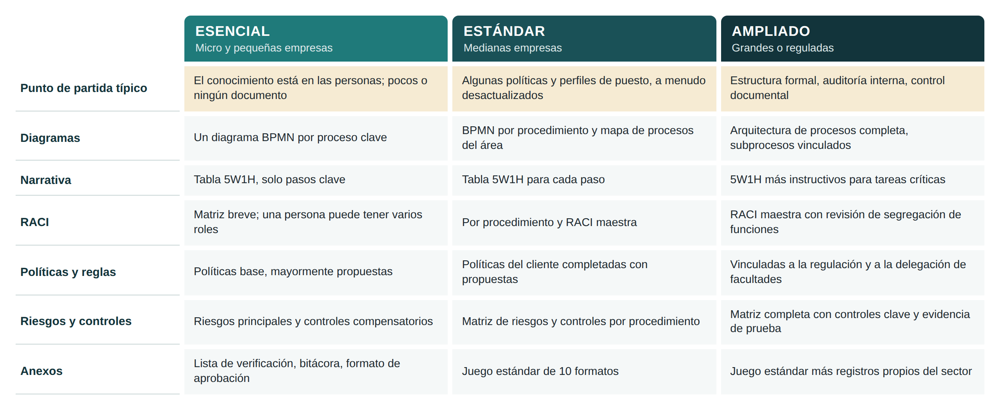 ESENCIAL
Micro y pequeñas empresas
ESTÁNDAR
Medianas empresas
AMPLIADO
Grandes o reguladas
Punto de partida típico
El conocimiento está en las personas; pocos o
ningún documento
Algunas políticas y perfiles de puesto, a menudo
desactualizados
Estructura formal, auditoría interna, control
documental
Diagramas
Un diagrama BPMN por proceso clave
BPMN por procedimiento y mapa de procesos
del área
Arquitectura de procesos completa,
subprocesos vinculados
Narrativa
Tabla 5W1H, solo pasos clave
Tabla 5W1H para cada paso
5W1H más instructivos para tareas críticas
RACI
Matriz breve; una persona puede tener varios
roles
Por procedimiento y RACI maestra
RACI maestra con revisión de segregación de
funciones
Políticas y reglas
Políticas base, mayormente propuestas
Políticas del cliente completadas con
propuestas
Vinculadas a la regulación y a la delegación de
facultades
Riesgos y controles
Riesgos principales y controles compensatorios
Matriz de riesgos y controles por procedimiento
Matriz completa con controles clave y evidencia
de prueba
Anexos
Lista de verificación, bitácora, formato de
aprobación
Juego estándar de 10 formatos
Juego estándar más registros propios del sector